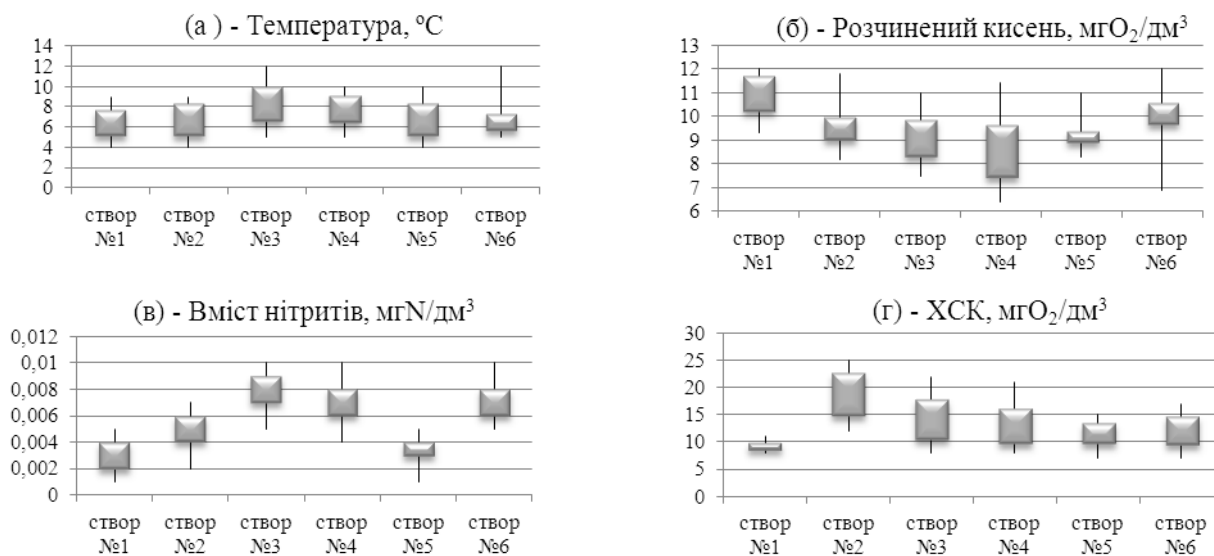 (а ) - Температура, ºС
14
12
10
8
6
4
2
0
створ №1
створ №2
створ №3
створ №4
створ №5
створ №6
(б) - Розчинений кисень, мгО₂/дм³
13
12
11
10
9
8
7
6
створ №1
створ №2
створ №3
створ №4
створ №5
створ №6
(в) - Вміст нітритів, мгN/дм³
0,012
0,01
0,008
0,006
0,004
0,002
0
створ №1
створ №2
створ №3
створ №4
створ №5
створ №6
(г) - ХСК, мгО₂/дм³
30
25
20
15
10
5
0
створ №1
створ №2
створ №3
створ №4
створ №5
створ №6